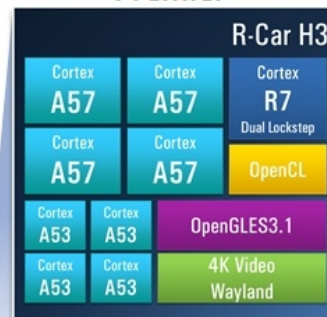 R-Car H3
Cortex
A57
Cortex
A57
Cortex
R7
Dual Lockstep
Cortex
A57
Cortex
A57
OpenCL
Cortex
A53
Cortex
A53
OpenGLES3.1
Cortex
A53
Cortex
A53
4K Video
Wayland